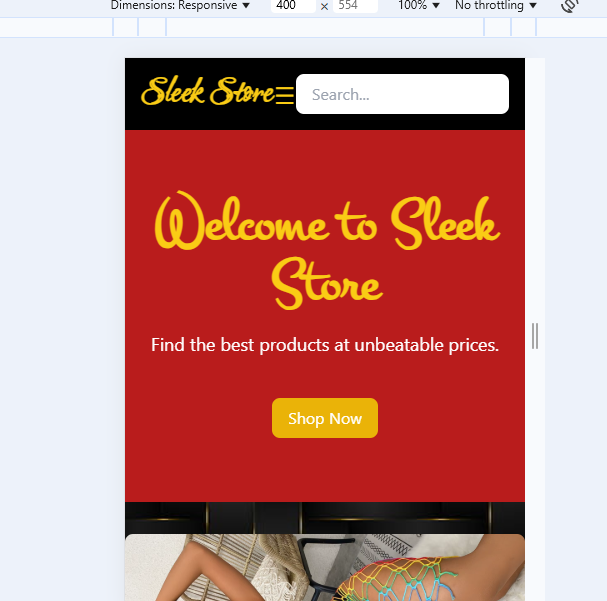 Dimensions: Responsive ▼ 400 × 554 100% ▼ No throttling ▼
Sleek Store ☰ Search...
Welcome to Sleek
Store
Find the best products at unbeatable prices.
Shop Now